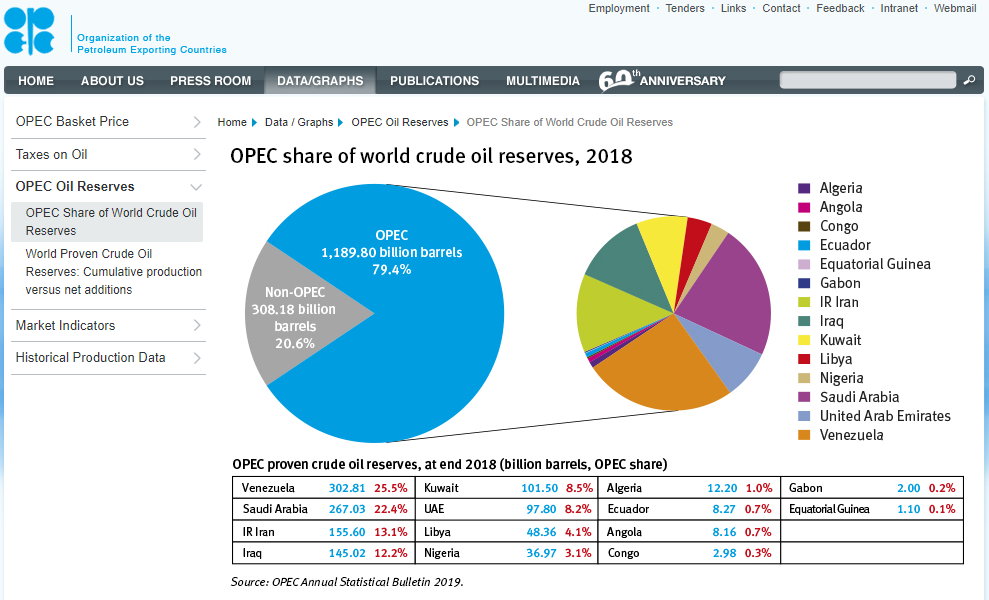 Employment · Tenders · Links · Contact · Feedback · Intranet · Webmail
OPEC
Organization of the
Petroleum Exporting Countries
HOME ABOUT US PRESS ROOM DATA/GRAPHS PUBLICATIONS MULTIMEDIA 60th ANNIVERSARY
OPEC Basket Price
Taxes on Oil
OPEC Oil Reserves
OPEC Share of World Crude Oil
Reserves
World Proven Crude Oil
Reserves: Cumulative production
versus net additions
Market Indicators
Historical Production Data
Home Data / Graphs OPEC Oil Reserves OPEC Share of World Crude Oil Reserves
OPEC share of world crude oil reserves, 2018
OPEC
1,189.80 billion barrels
79.4%
Non-OPEC
308.18 billion
barrels
20.6%
Algeria
Angola
Congo
Ecuador
Equatorial Guinea
Gabon
IR Iran
Iraq
Kuwait
Libya
Nigeria
Saudi Arabia
United Arab Emirates
Venezuela
OPEC proven crude oil reserves, at end 2018 (billion barrels, OPEC share)
Venezuela 302.81 25.5% Kuwait 101.50 8.5% Algeria 12.20 1.0% Gabon 2.00 0.2%
Saudi Arabia 267.03 22.4% UAE 97.80 8.2% Ecuador 8.27 0.7% Equatorial Guinea 1.10 0.1%
IR Iran 155.60 13.1% Libya 48.36 4.1% Angola 8.16 0.7%
Iraq 145.02 12.2% Nigeria 36.97 3.1% Congo 2.98 0.3%
Source: OPEC Annual Statistical Bulletin 2019.